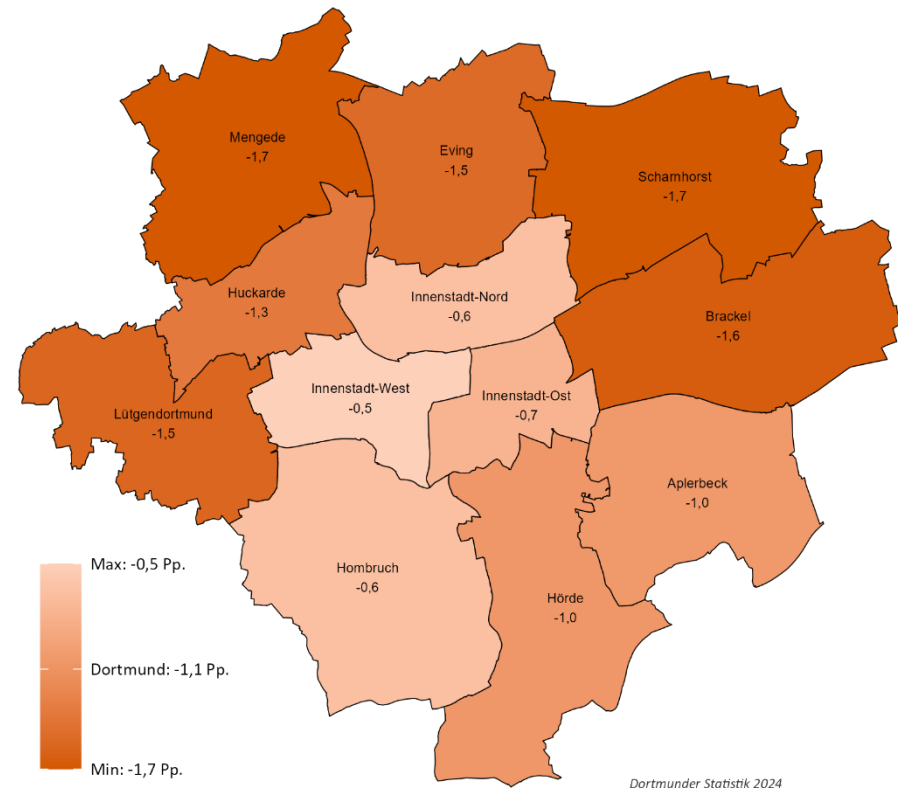 Mengede
-1,7
Eving
-1,5
Scharnhorst
-1,7
Huckarde
-1,3
Innenstadt-Nord
-0,6
Brackel
-1,6
Innenstadt-West
-0,5
Innenstadt-Ost
-0,7
Lütgendortmund
-1,5
Aplerbeck
-1,0
Hombruch
-0,6
Hörde
-1,0
Max: -0,5 Pp.
Dortmund: -1,1 Pp.
Min: -1,7 Pp.
Dortmunder Statistik 2024